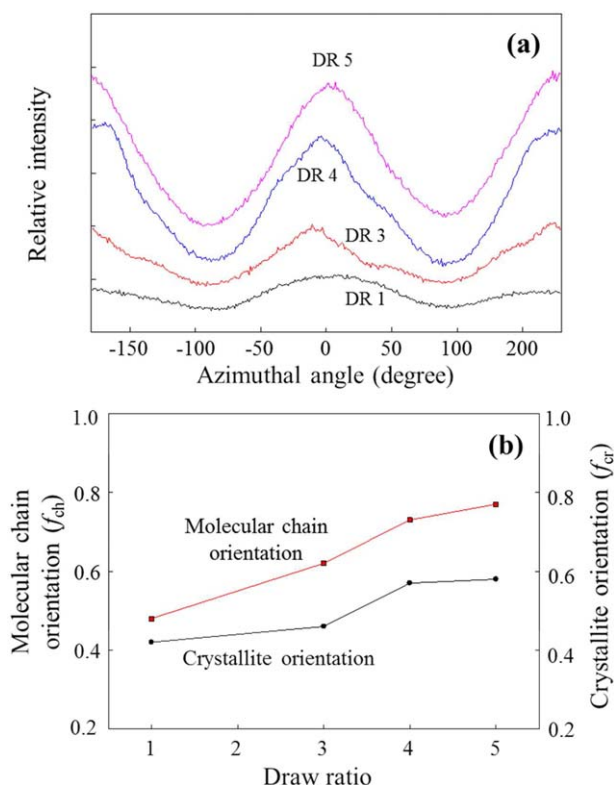 (a)
DR 5
DR 4
DR 3
DR 1
Relative intensity
-150 -100 -50 0 50 100 200
Azimuthal angle (degree)
(b)
1.0 1.0
0.8 0.8
0.6 0.6
0.4 0.4
0.2 0.2
Molecular chain
orientation (fch)
Molecular chain
orientation
Crystallite orientation
Crystallite orientation (fcr)
1 2 3 4 5
Draw ratio